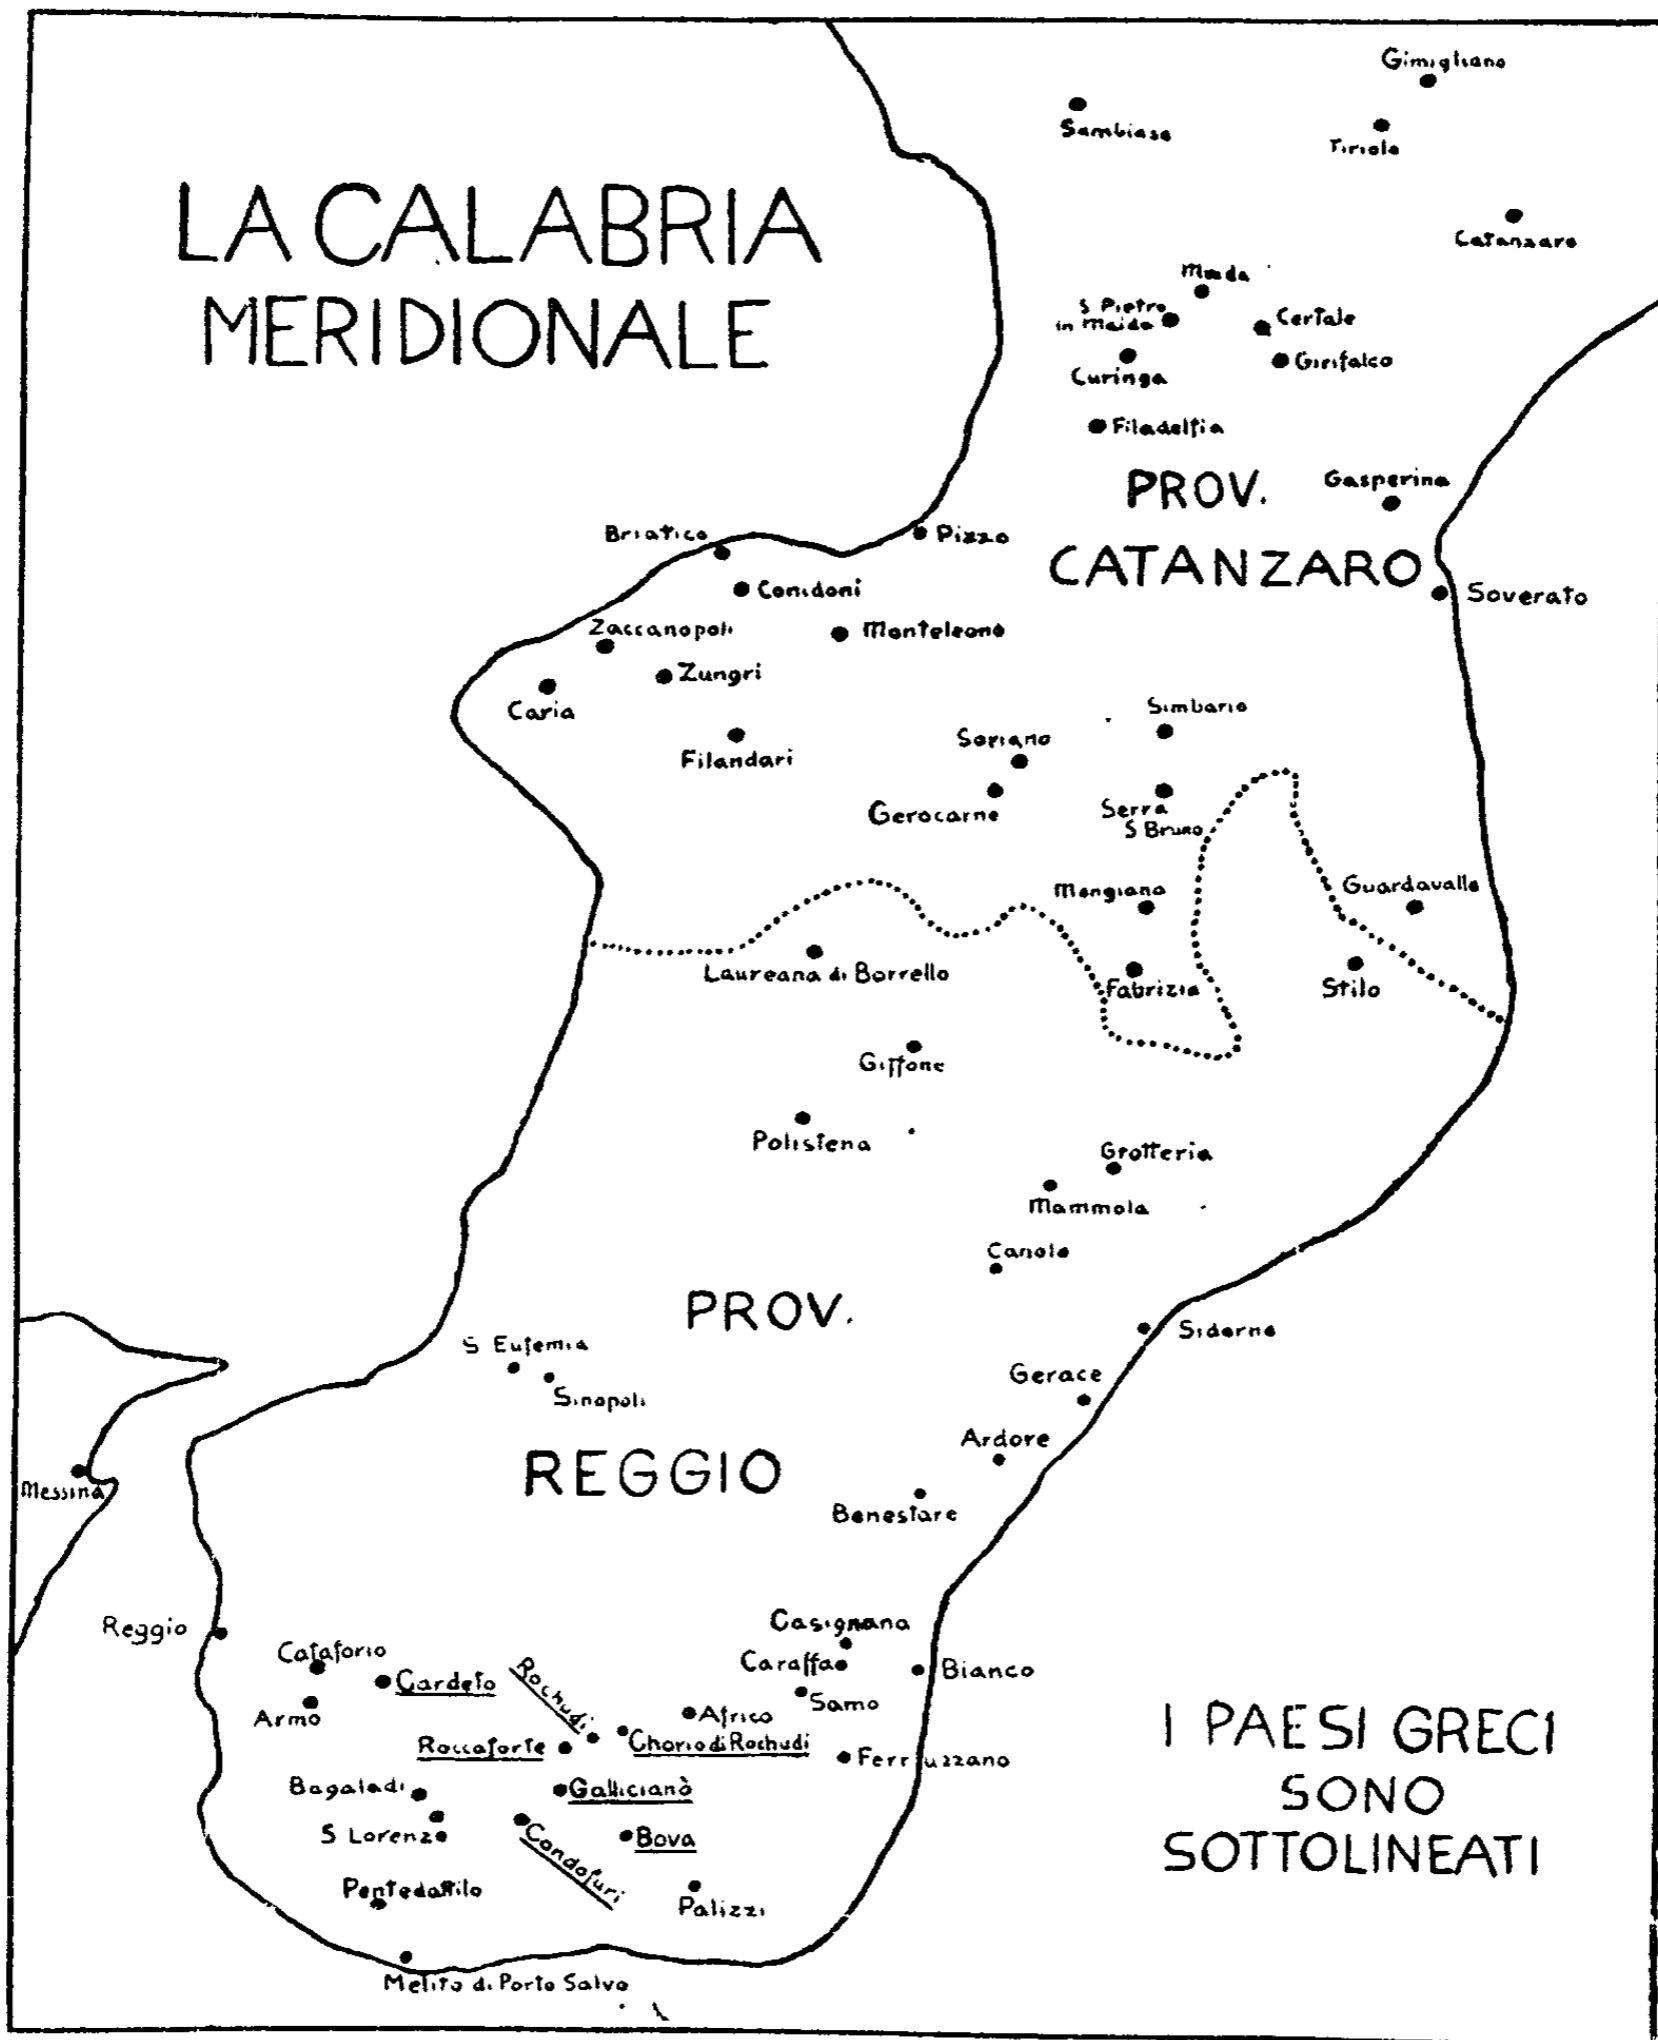 Gimigliano
Sambiase
Tiriolo
LA CALABRIA
MERIDIONALE
Catanzaro
Maida
S Pietro
in Maida
Cortale
Girifalco
Curinga
Filadelfia
PROV.
CATANZARO
Gasperina
Briatico
Pizzo
Conidoni
Soverato
Zaccanopoli
Monteleone
Zungri
Caria
Simbario
Soriano
Filandari
Gerocarne
Serra
S Bruno
Mongiana
Guardavalle
Laureana di Borrello
Fabrizia
Stilo
Giffone
Polistena
Grotteria
Mammola
Canolo
PROV.
REGGIO
S Eufemia
Sinopoli
Siderno
Gerace
Ardore
Messina
Benestare
Reggio
Casignana
Cataforio
Caraffa
Bianco
Cardeto
Rochudi
Samo
Armo
Africo
Roccaforte
Chorio di Rochudi
Ferruzzano
Bagaladi
Gallicianò
S Lorenzo
Condofuri
Bova
Pentedattilo
Palizzi
Melito di Porto Salvo
I PAESI GRECI
SONO
SOTTOLINEATI